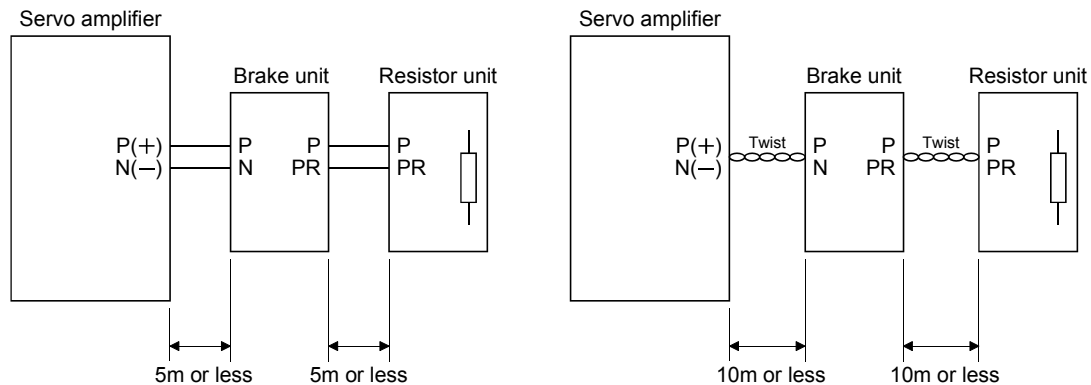 Servo amplifier
Brake unit
Resistor unit
P(+)
N(−)
P
N
P
PR
P
PR
5m or less
5m or less
Servo amplifier
Brake unit
Resistor unit
P(+)
N(−)
Twist
P
N
P
PR
Twist
P
PR
10m or less
10m or less